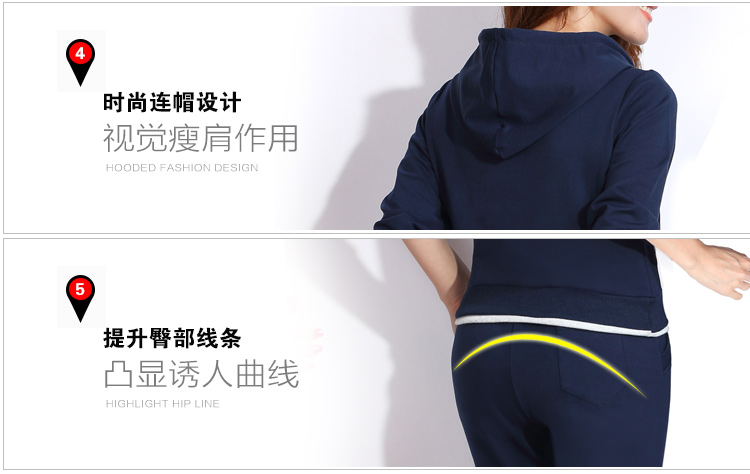 4
时尚连帽设计
视觉瘦肩作用
HOODED FASHION DESIGN
5
提升臀部线条
凸显诱人曲线
HIGHLIGHT HIP LINE